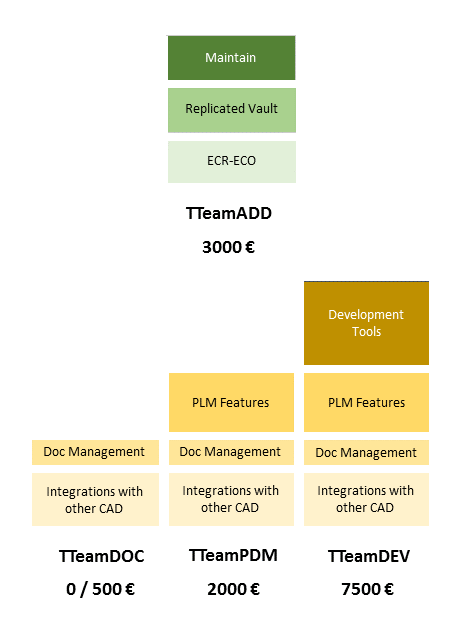 Maintain
Replicated Vault
ECR-ECO
TTeamADD
3000 €
Development
Tools
PLM Features
PLM Features
Doc Management
Doc Management
Doc Management
Integrations with
other CAD
Integrations with
other CAD
Integrations with
other CAD
TTeamDOC
TTeamPDM
TTeamDEV
0 / 500 €
2000 €
7500 €